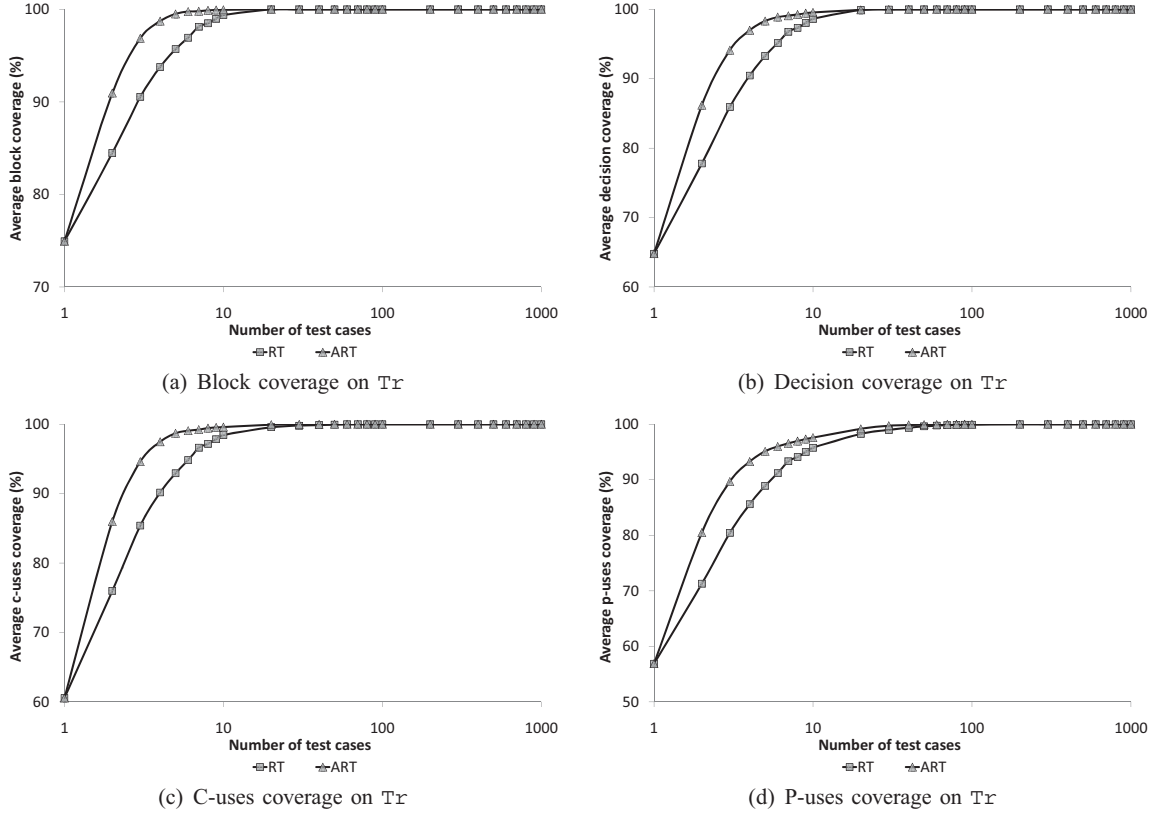 Average block coverage (%)
100
90
80
70
1
10
100
1000
Number of test cases
RT
ART
(a) Block coverage on Tr
Average decision coverage (%)
100
90
80
70
60
1
10
100
1000
Number of test cases
RT
ART
(b) Decision coverage on Tr
Average c-uses coverage (%)
100
90
80
70
60
1
10
100
1000
Number of test cases
RT
ART
(c) C-uses coverage on Tr
Average p-uses coverage (%)
100
90
80
70
60
50
1
10
100
1000
Number of test cases
RT
ART
(d) P-uses coverage on Tr